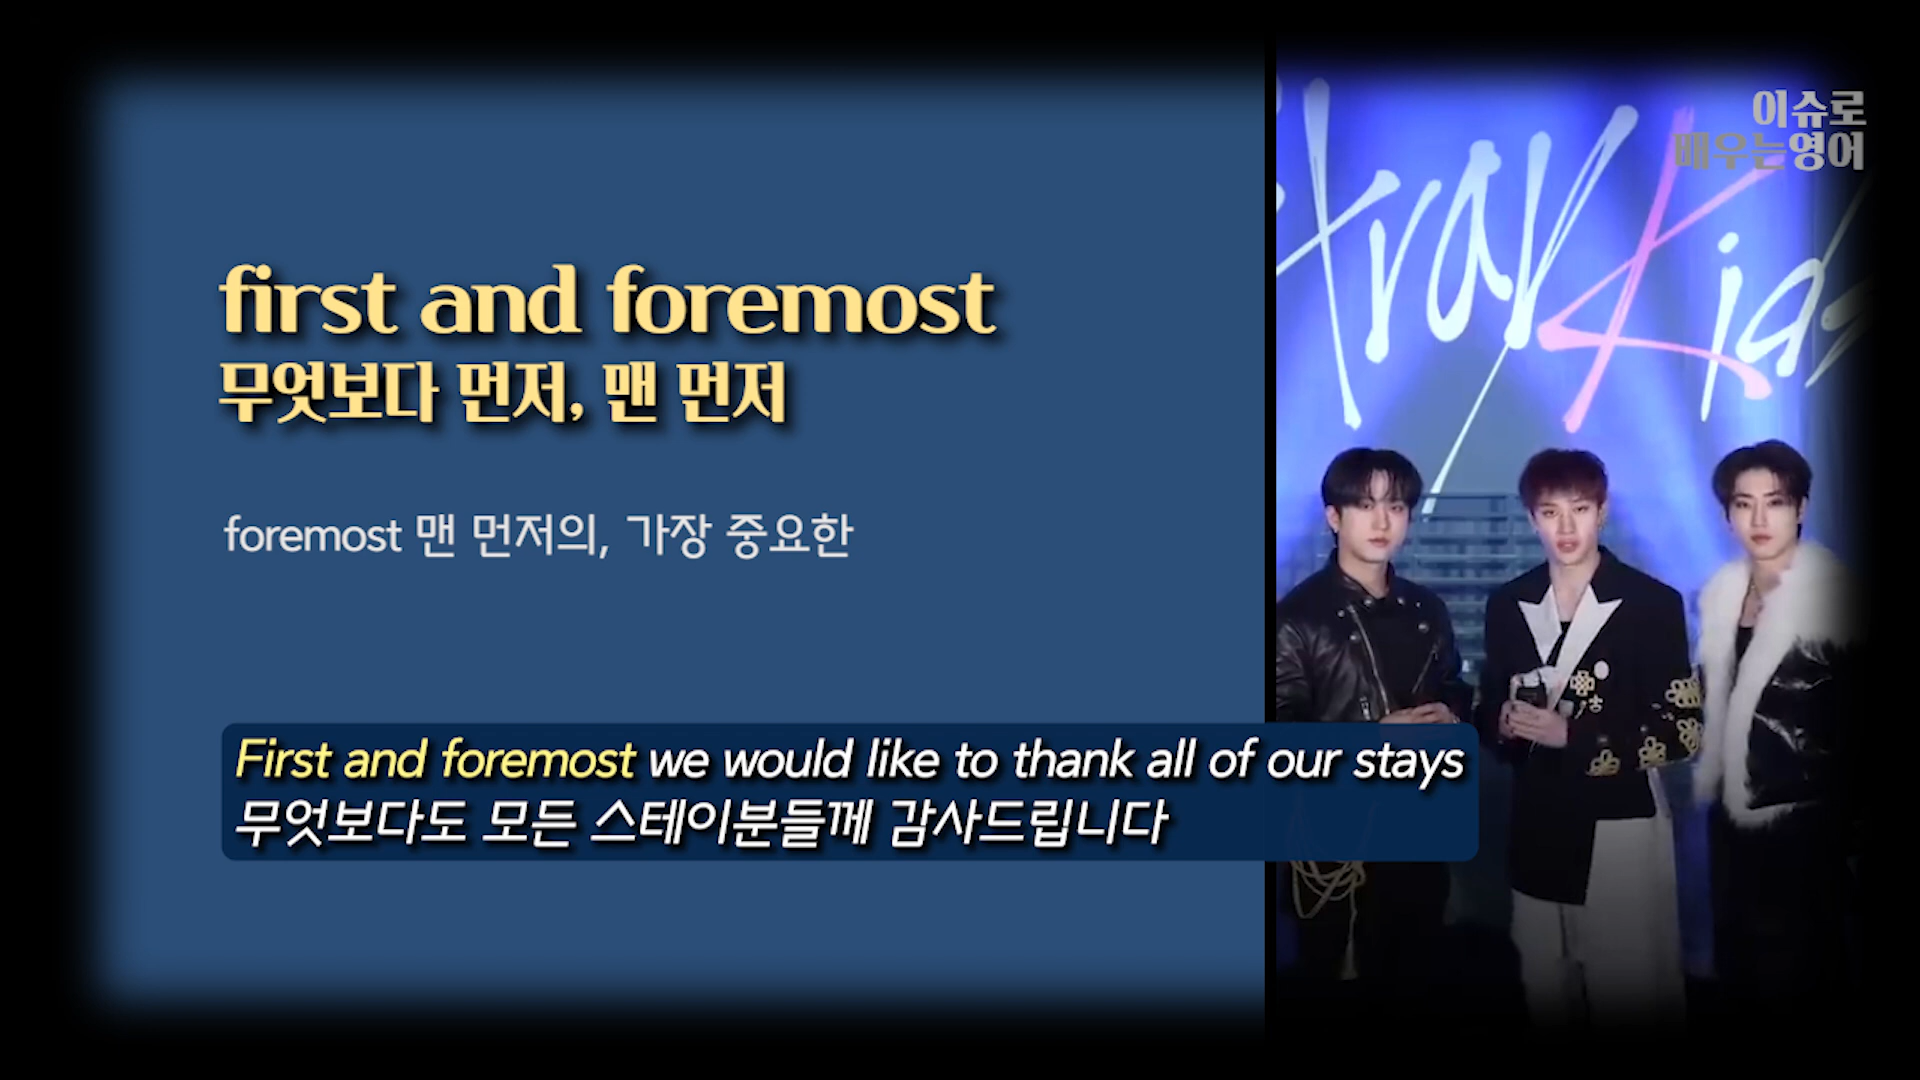 first and foremost
무엇보다 먼저, 맨 먼저
foremost 맨 먼저의, 가장 중요한
First and foremost we would like to thank all of our stays
무엇보다도 모든 스테이분들께 감사드립니다
Stray Kids
이슈로
배우는영어